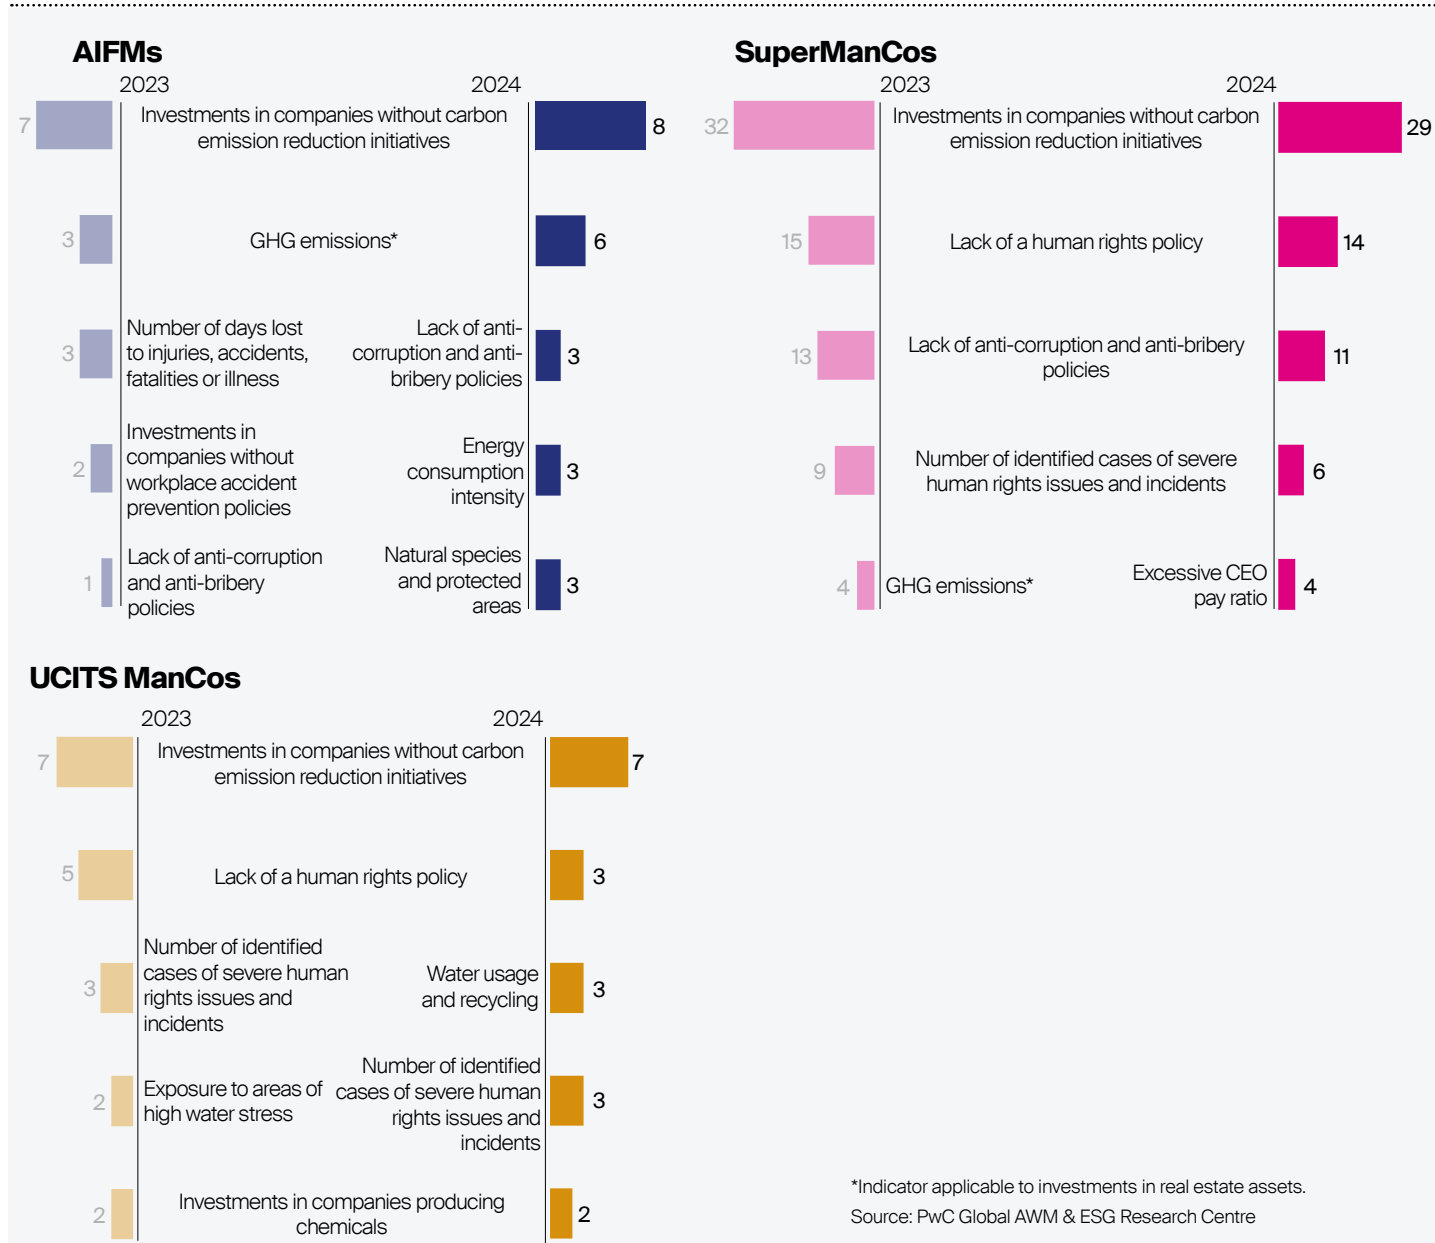 AIFMs
2023
2024
7
Investments in companies without carbon
emission reduction initiatives
8
3
GHG emissions*
6
3
Number of days lost
to injuries, accidents,
fatalities or illness
Lack of anti-
corruption and anti-
bribery policies
3
2
Investments in
companies without
workplace accident
prevention policies
Energy
consumption
intensity
3
1
Lack of anti-corruption
and anti-bribery
policies
Natural species
and protected
areas
3
SuperManCos
2023
2024
32
Investments in companies without carbon
emission reduction initiatives
29
15
Lack of a human rights policy
14
13
Lack of anti-corruption and anti-bribery
policies
11
9
Number of identified cases of severe
human rights issues and incidents
6
4
GHG emissions*
Excessive CEO
pay ratio
4
UCITS ManCos
2023
2024
7
Investments in companies without carbon
emission reduction initiatives
7
5
Lack of a human rights policy
3
3
Number of identified
cases of severe human
rights issues and
incidents
Water usage
and recycling
3
2
Exposure to areas of
high water stress
Number of identified
cases of severe human
rights issues and
incidents
3
2
Investments in companies producing
chemicals
2
*Indicator applicable to investments in real estate assets.
Source: PwC Global AWM & ESG Research Centre